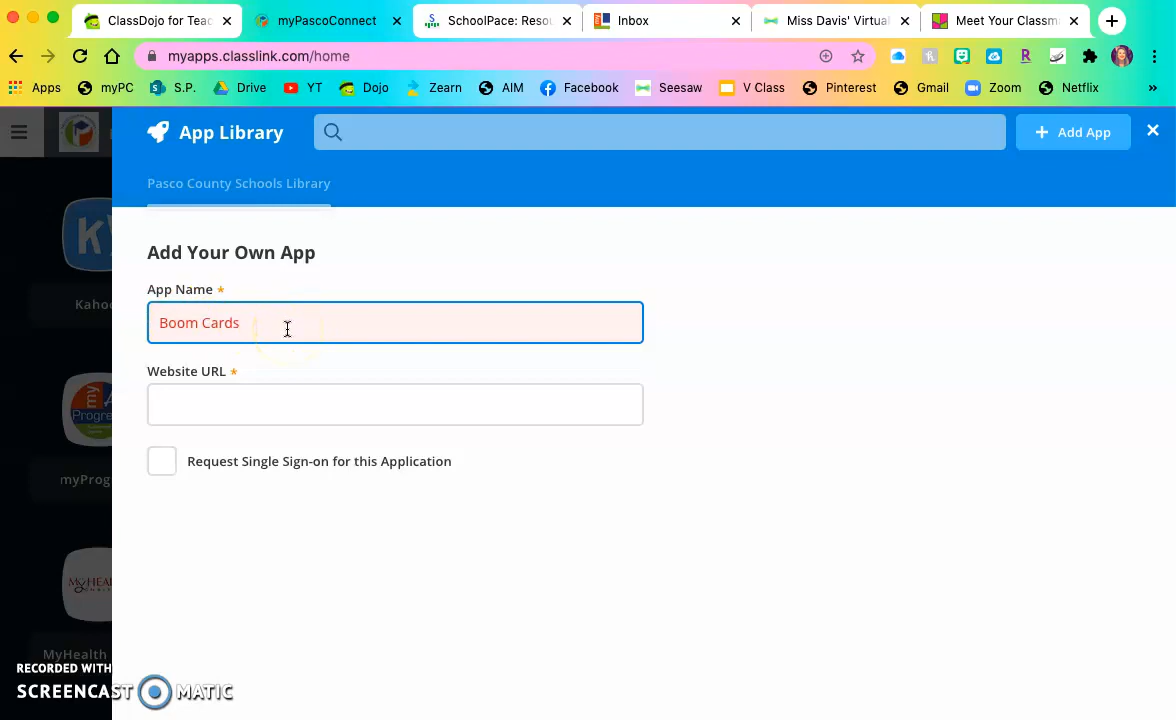 ClassDojo for Teac
myPascoConnect
SchoolPace: Resou
Inbox
Miss Davis' Virtual
Meet Your Classm
myapps.classlink.com/home
Apps myPC S.P. Drive YT Dojo Zearn AIM Facebook Seesaw V Class Pinterest Gmail Zoom Netflix »
App Library
+ Add App
Pasco County Schools Library
Add Your Own App
App Name *
Boom Cards
Website URL *
Request Single Sign-on for this Application
Kaho
myProg
MyHealth
RECORDED WITH
SCREENCAST MATIC